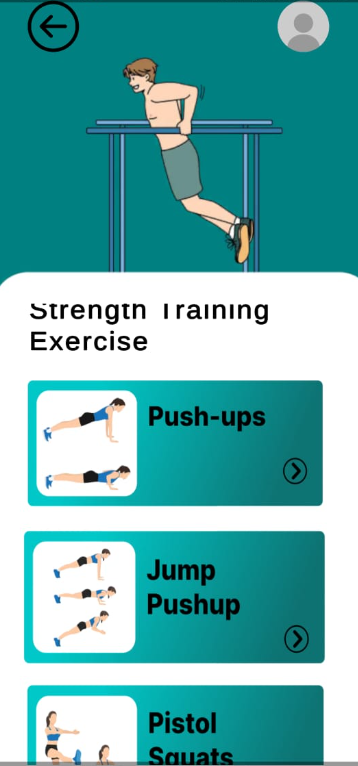 Strength Training
Exercise
Push-ups
Jump
Pushup
Pistol
Squats